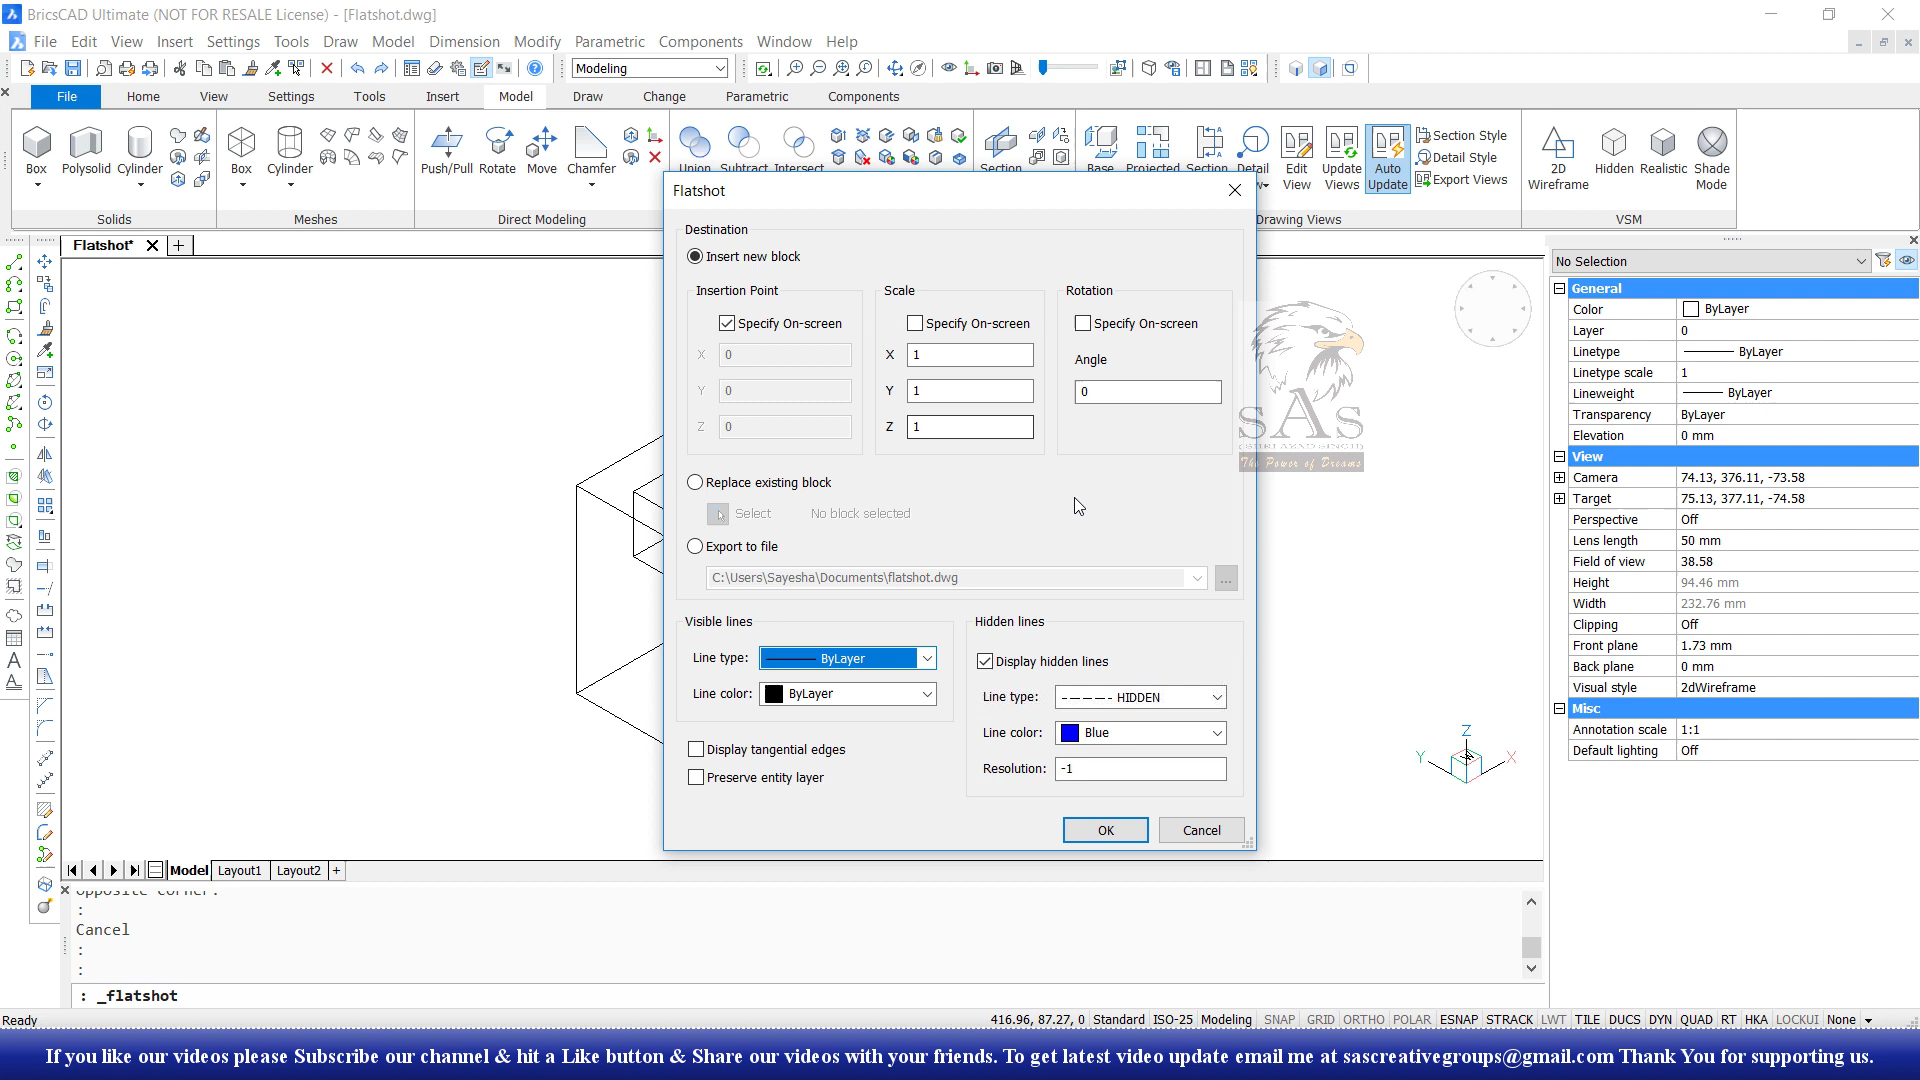 BricsCAD Ultimate (NOT FOR RESALE License) - [Flatshot.dwg]
File Edit View Insert Settings Tools Draw Model Dimension Modify Parametric Components Window Help
Modeling
File Home View Settings Tools Insert Model Draw Change Parametric Components
Box Polysolid Cylinder Box Cylinder Push/Pull Rotate Move Chamfer Union Subtract Intersect Section Base Projected Section Detail Edit View Update Views Auto Update
Section Style
Detail Style
Export Views
2D Wireframe Hidden Realistic Shade Mode
Solids Meshes Direct Modeling Drawing Views VSM
Flatshot*
Flatshot
Destination
Insert new block
Insertion Point Scale Rotation
Specify On-screen Specify On-screen Specify On-screen
X 0 X 1 Angle
Y 0 Y 1 0
Z 0 Z 1
Replace existing block
Select No block selected
Export to file
C:\Users\Sayesha\Documents\flatshot.dwg ...
Visible lines Hidden lines
Line type: ByLayer Display hidden lines
Line color: ByLayer Line type: HIDDEN
Line color: Blue
Display tangential edges
Resolution: -1
Preserve entity layer
OK Cancel
SAS
The Power of Dreams
Z
Y X
No Selection
General
Color ByLayer
Layer 0
Linetype ByLayer
Linetype scale 1
Lineweight ByLayer
Transparency ByLayer
Elevation 0 mm
View
Camera 74.13, 376.11, -73.58
Target 75.13, 377.11, -74.58
Perspective Off
Lens length 50 mm
Field of view 38.58
Height 94.46 mm
Width 232.76 mm
Clipping Off
Front plane 1.73 mm
Back plane 0 mm
Visual style 2dWireframe
Misc
Annotation scale 1:1
Default lighting Off
Model Layout1 Layout2 +
Opposite corner:
:
Cancel
:
:
: _flatshot
Ready 416.96, 87.27, 0 Standard ISO-25 Modeling SNAP GRID ORTHO POLAR ESNAP STRACK LWT TILE DUCS DYN QUAD RT HKA LOCKUI None
If you like our videos please Subscribe our channel & hit a Like button & Share our videos with your friends. To get latest video update email me at sascreativegroups@gmail.com Thank You for supporting us.